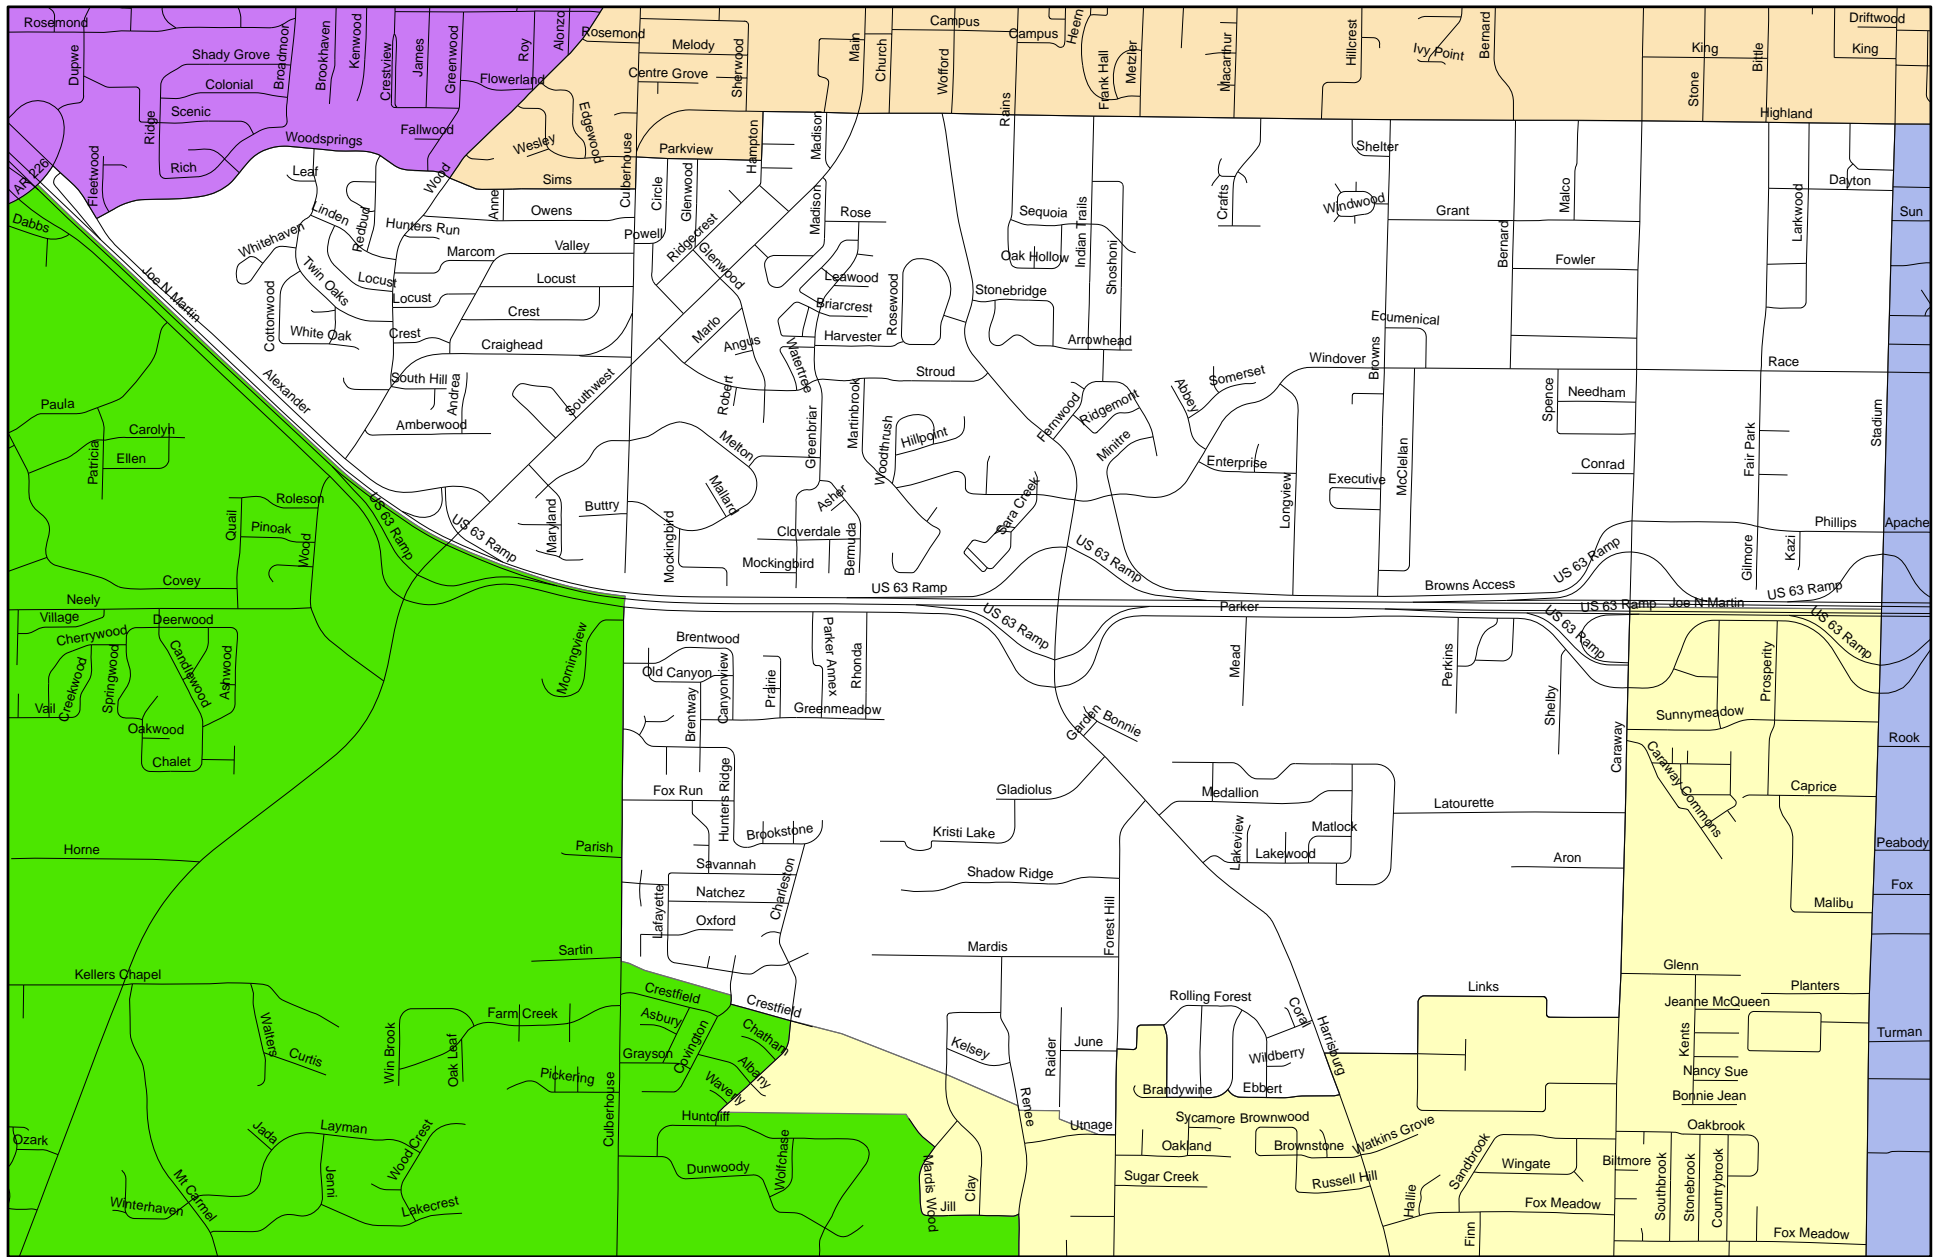 Rosemond
Dupwe
Shady Grove
Broadmoor
Brookhaven
Kenwood
Crestview
James
Greenwood
Roy
Alonzo
Rosemond
Melody
Centre Grove
Sherwood
Main
Church
Campus
Wofford
Campus
Hern
Frank Hall
Metzler
Macarthur
Hillcrest
Ivy Point
Bernard
King
Stone
Bittle
Driftwood
King
Colonial
Scenic
Ridge
Flowerland
Fallwood
Woodsprings
Rich
Fleetwood
AR 226
Wesley
Edgewood
Culberhouse
Parkview
Hampton
Madison
Rains
Highland
Leaf
Wood
Sims
Anne
Owens
Circle
Glenwood
Madison
Rose
Sequoia
Indian Trails
Shoshoni
Crafts
Shelter
Windwood
Grant
Malco
Larkwood
Dayton
Sun
Dabbs
Whitehaven
Linden
Redbud
Hunters Run
Marcom
Valley
Powell
Ridgecrest
Glenwood
Leawood
Oak Hollow
Bernard
Fowler
Joe N Martin
Twin Oaks
Locust
Locust
Locust
Cottonwood
White Oak
Crest
Crest
Craighead
Marlo
Angus
Briarcrest
Harvester
Watertree
Rosewood
Stonebridge
Arrowhead
Ecumenical
Windover
Browns
Race
Alexander
South Hill
Andrea
Amberwood
Southwest
Robert
Stroud
Martinbrook
Greenbriar
Fernwood
Ridgemont
Minitre
Abbey
Somerset
Spence
Needham
Stadium
Paula
Carolyn
Ellen
Patricia
Melton
Mallard
Woodthrush
Hillpoint
Enterprise
Longview
Executive
McClellan
Conrad
Fair Park
Roleson
Quail
Pinoak
Wood
US 63 Ramp
US 63 Ramp
Maryland
Buttry
Mockingbird
Asher
Cloverdale
Bermuda
Mockingbird
Sara Creek
US 63 Ramp
US 63 Ramp
Browns Access
US 63 Ramp
Gilmore
Kazi
Phillips
Apache
US 63 Ramp
Covey
Neely
Village
Deerwood
Cherrywood
Creekwood
Springwood
Candlewood
Ashwood
Vail
Oakwood
Chalet
Morningview
Parker
US 63 Ramp
Joe N Martin
US 63 Ramp
US 63 Ramp
US 63 Ramp
Brentwood
Old Canyon
Brentway
Canyonview
Prairie
Parker Annex
Rhonda
Greenmeadow
Mead
Perkins
Shelby
Prosperity
Sunnymeadow
Garden
Bonnie
Caraway
Rook
Fox Run
Hunters Ridge
Brookstone
Gladiolus
Kristi Lake
Medallion
Lakeview
Lakewood
Matlock
Latourette
Caraway Commons
Caprice
Horne
Parish
Savannah
Natchez
Lafayette
Oxford
Charleston
Shadow Ridge
Forest Hill
Aron
Peabody
Fox
Malibu
Sartin
Mardis
Kellers Chapel
Crestfield
Crestfield
Rolling Forest
Coral
Harrisburg
Links
Glenn
Planters
Jeanne McQueen
Walters
Curtis
Win Brook
Oak Leaf
Farm Creek
Pickering
Asbury
Grayson
Covington
Chatham
Albany
Waverly
Kelsey
Renee
Raider
June
Wildberry
Brandywine
Ebbert
Kents
Nancy Sue
Bonnie Jean
Turman
Ozark
Jada
Layman
Jenni
Wood Crest
Lakecrest
Winterhaven
Mt Carmel
Culberhouse
Huntcliff
Dunwoody
Wolfchase
Mardis Wood
Jill
Clay
Utnage
Sycamore
Brownwood
Oakland
Brownstone
Watkins Grove
Sugar Creek
Russell Hill
Hallie
Sandbrook
Wingate
Fox Meadow
Finn
Biltmore
Oakbrook
Southbrook
Stonebrook
Countrybrook
Fox Meadow